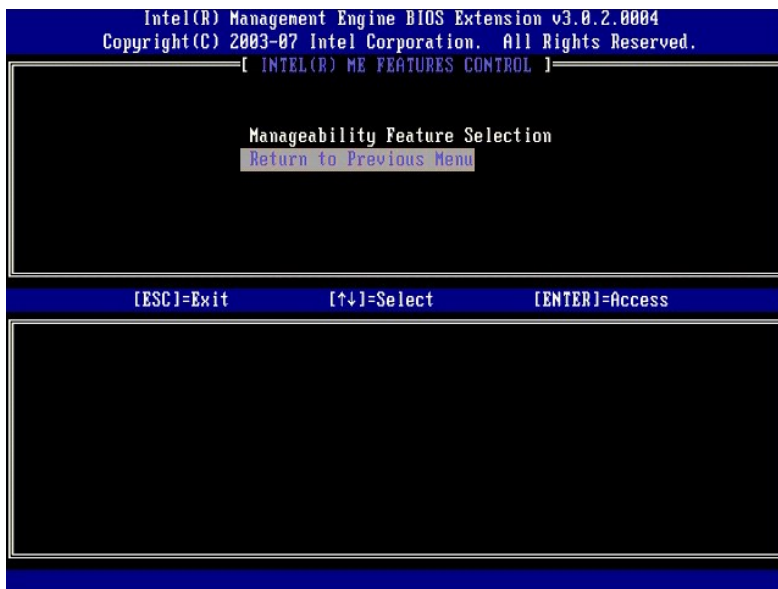 Intel(R) Management Engine BIOS Extension v3.0.2.0004
Copyright(C) 2003-07 Intel Corporation. All Rights Reserved.
[ INTEL(R) ME FEATURES CONTROL ]
Manageability Feature Selection
Return to Previous Menu
[ESC]=Exit [↑↓]=Select [ENTER]=Access